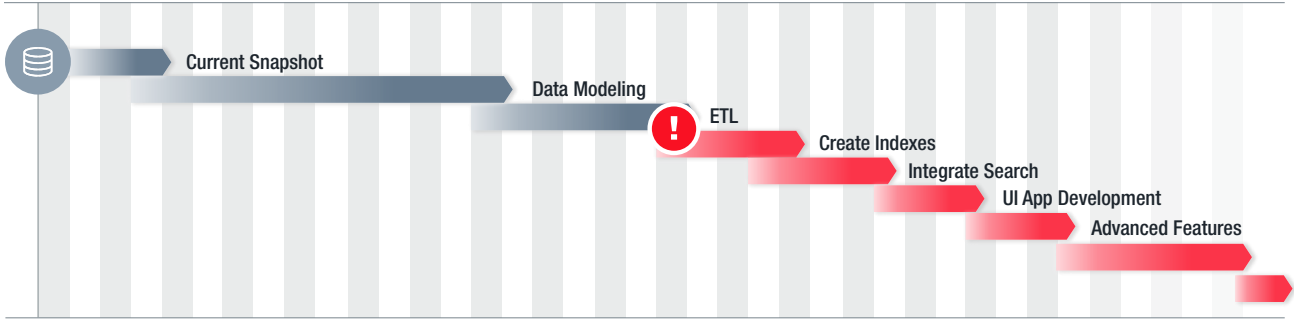 Current Snapshot
Data Modeling
ETL
Create Indexes
Integrate Search
UI App Development
Advanced Features
!